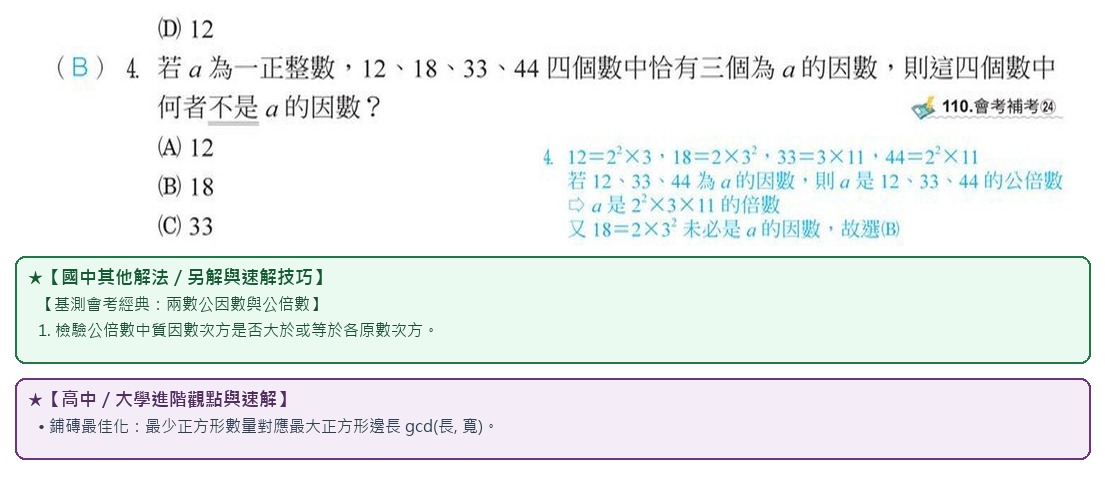 (D) 12
( B ) 4. 若 a 為一正整數，12、18、33、44 四個數中恰有三個為 a 的因數，則這四個數中
何者不是 a 的因數？
110.會考補考㉔
(A) 12
(B) 18
(C) 33
4. 12=2²×3，18=2×3²，33=3×11，44=2²×11
若 12、33、44 為 a 的因數，則 a 是 12、33、44 的公倍數
⇨ a 是 2²×3×11 的倍數
又 18=2×3² 未必是 a 的因數，故選(B)
★【國中其他解法 / 另解與速解技巧】
【基測會考經典：兩數公因數與公倍數】
1. 檢驗公倍數中質因數次方是否大於或等於各原數次方。
★【高中 / 大學進階觀點與速解】
• 鋪磚最佳化：最少正方形數量對應最大正方形邊長 gcd(長, 寬)。